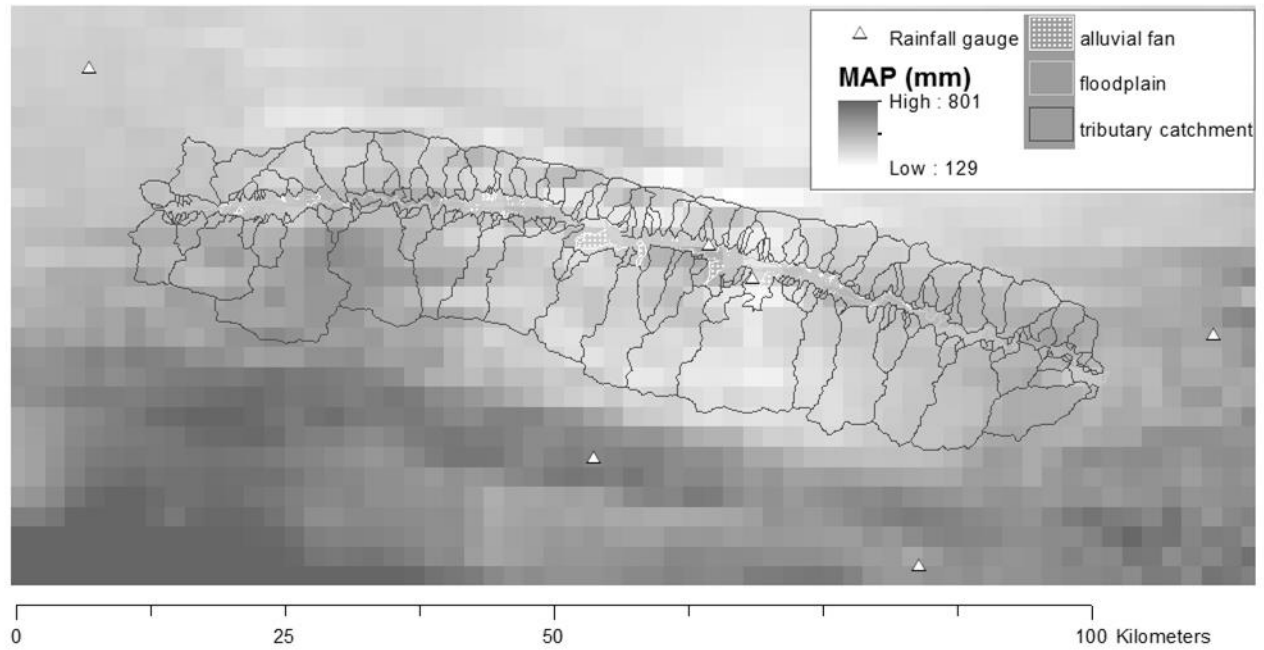 Rainfall gauge
MAP (mm)
High : 801
Low : 129
alluvial fan
floodplain
tributary catchment
0 25 50 100 Kilometers